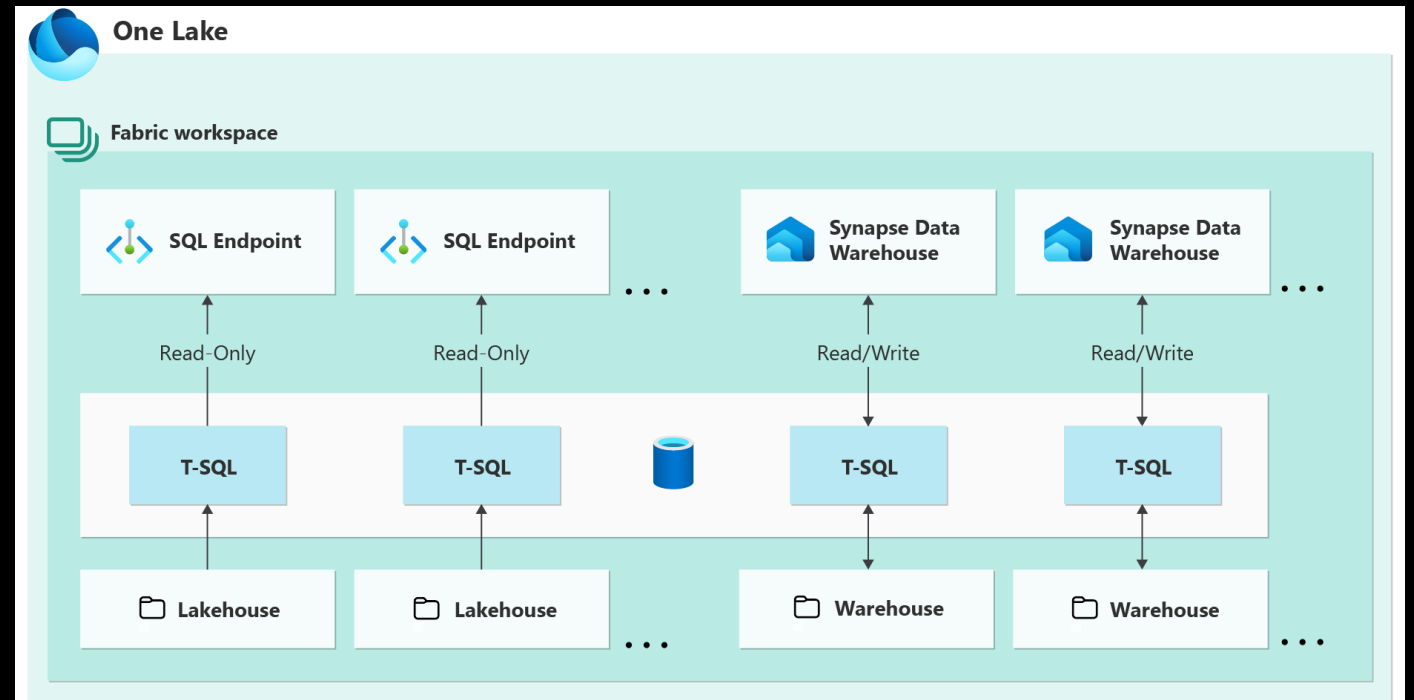 One Lake
Fabric workspace
SQL Endpoint
SQL Endpoint
...
Synapse Data
Warehouse
Synapse Data
Warehouse
...
Read-Only
Read-Only
Read/Write
Read/Write
T-SQL
T-SQL
T-SQL
T-SQL
Lakehouse
Lakehouse
...
Warehouse
Warehouse
...